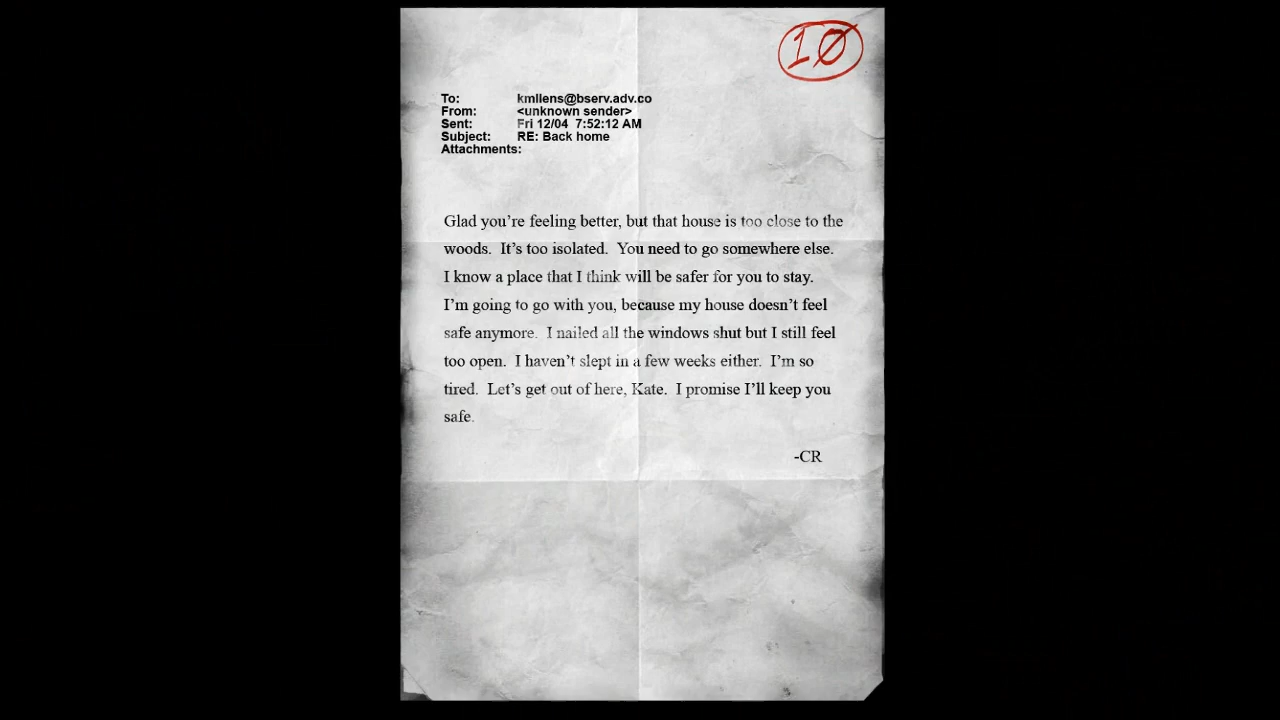 10
To: kmllens@bserv.adv.co
From: <unknown sender>
Sent: Fri 12/04 7:52:12 AM
Subject: RE: Back home
Attachments:
Glad you’re feeling better, but that house is too close to the
woods. It’s too isolated. You need to go somewhere else.
I know a place that I think will be safer for you to stay.
I’m going to go with you, because my house doesn’t feel
safe anymore. I nailed all the windows shut but I still feel
too open. I haven’t slept in a few weeks either. I’m so
tired. Let’s get out of here, Kate. I promise I’ll keep you
safe.
-CR